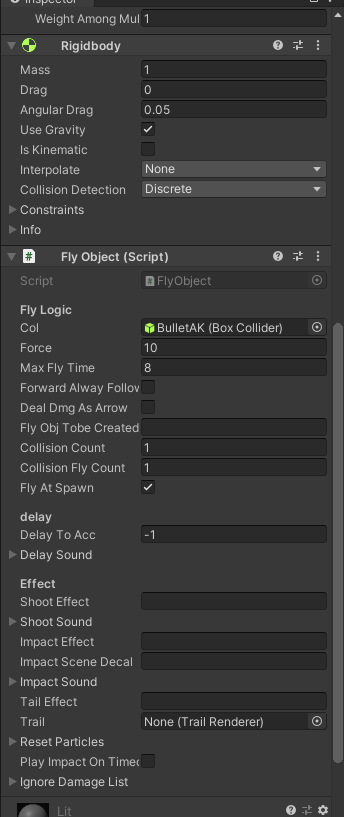 Inspector
Weight Among Mul 1
Rigidbody
Mass 1
Drag 0
Angular Drag 0.05
Use Gravity
Is Kinematic
Interpolate None
Collision Detection Discrete
Constraints
Info
# Fly Object (Script)
Script # FlyObject
Fly Logic
Col BulletAK (Box Collider)
Force 10
Max Fly Time 8
Forward Alway Follow
Deal Dmg As Arrow
Fly Obj Tobe Created
Collision Count 1
Collision Fly Count 1
Fly At Spawn
delay
Delay To Acc -1
Delay Sound
Effect
Shoot Effect
Shoot Sound
Impact Effect
Impact Scene Decal
Impact Sound
Tail Effect
Trail None (Trail Renderer)
Reset Particles
Play Impact On Timeo
Ignore Damage List
Lit